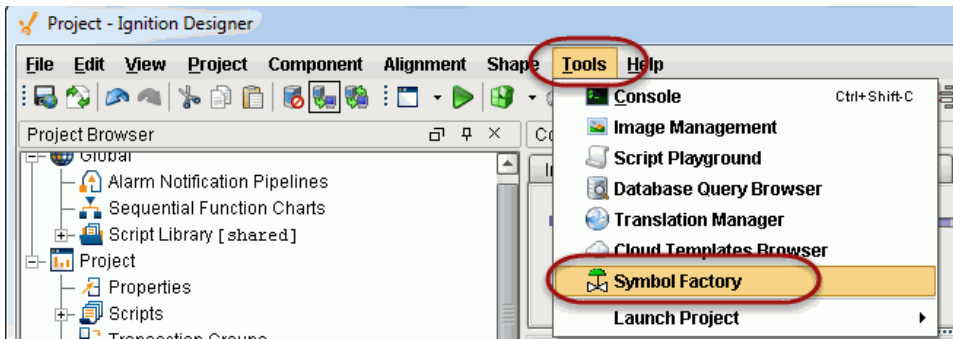 Project - Ignition Designer
File Edit View Project Component Alignment Shape Tools Help
Console Ctrl+Shift-C
Image Management
Script Playground
Database Query Browser
Translation Manager
Cloud Templates Browser
Symbol Factory
Launch Project
Project Browser
Global
Alarm Notification Pipelines
Sequential Function Charts
Script Library [shared]
Project
Properties
Scripts
Transaction Groups